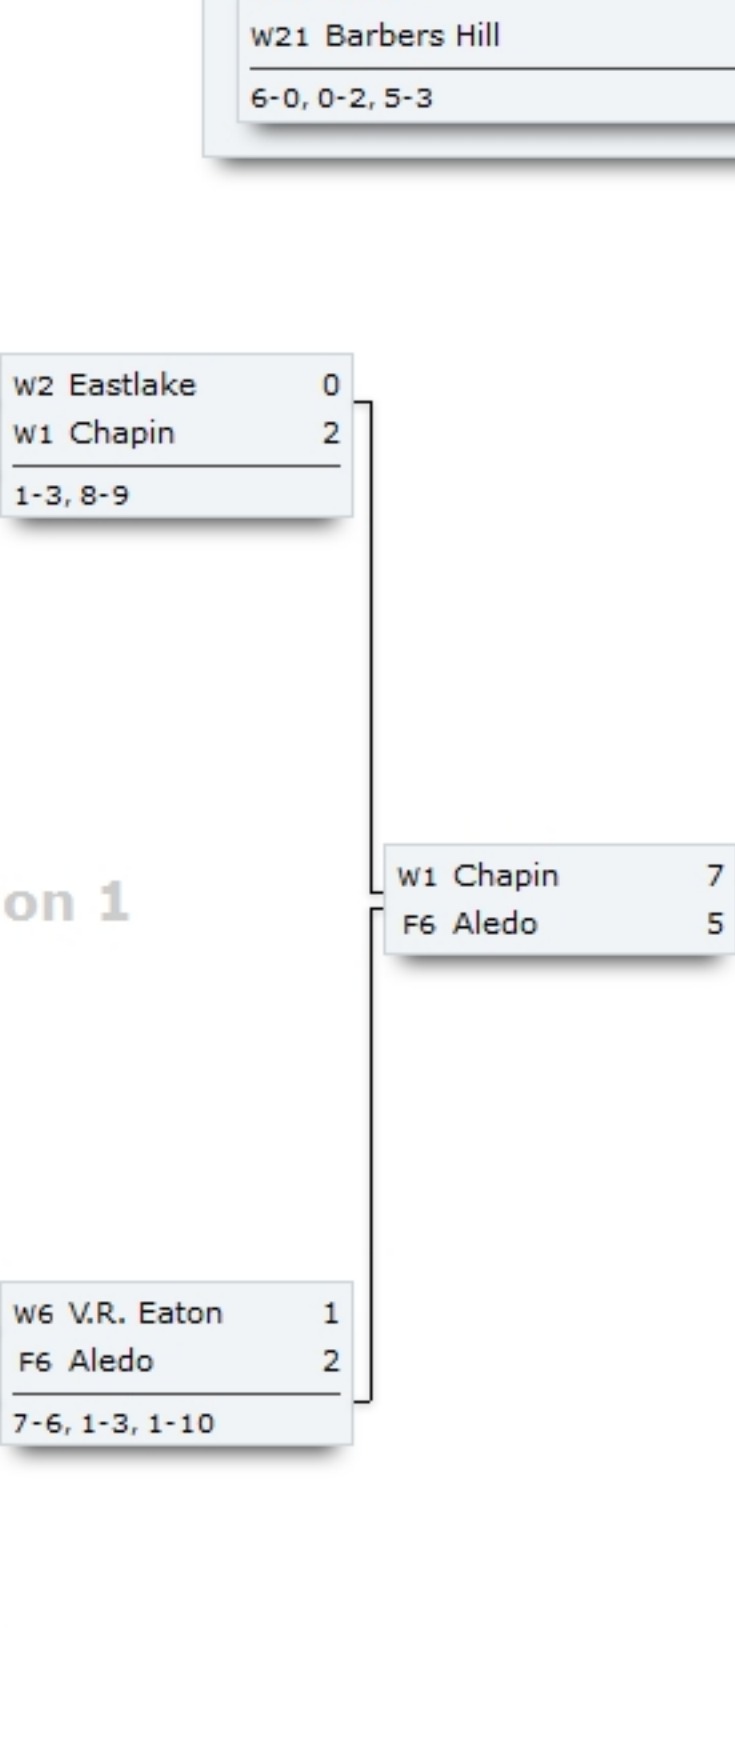 W21 Barbers Hill
6-0, 0-2, 5-3
W2 Eastlake 0
W1 Chapin 2
1-3, 8-9
on 1
W1 Chapin 7
F6 Aledo 5
W6 V.R. Eaton 1
F6 Aledo 2
7-6, 1-3, 1-10